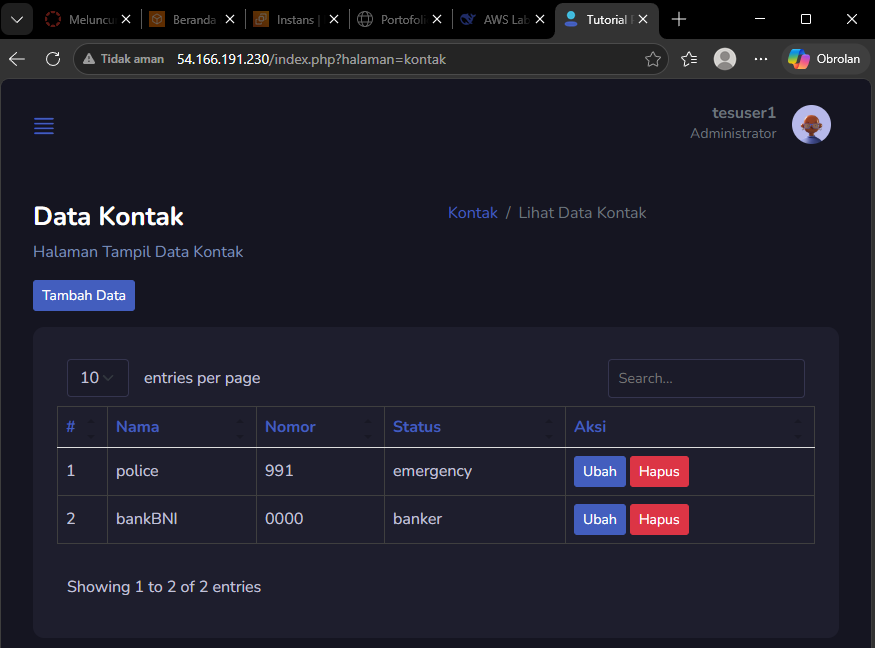 Meluncu
Beranda
Instans |
Portofoli
AWS Lab
Tutorial
Tidak aman 54.166.191.230/index.php?halaman=kontak
Obrolan
tesuser1
Administrator
Data Kontak
Kontak / Lihat Data Kontak
Halaman Tampil Data Kontak
Tambah Data
10 entries per page
Search...
# Nama Nomor Status Aksi
1 police 991 emergency Ubah Hapus
2 bankBNI 0000 banker Ubah Hapus
Showing 1 to 2 of 2 entries